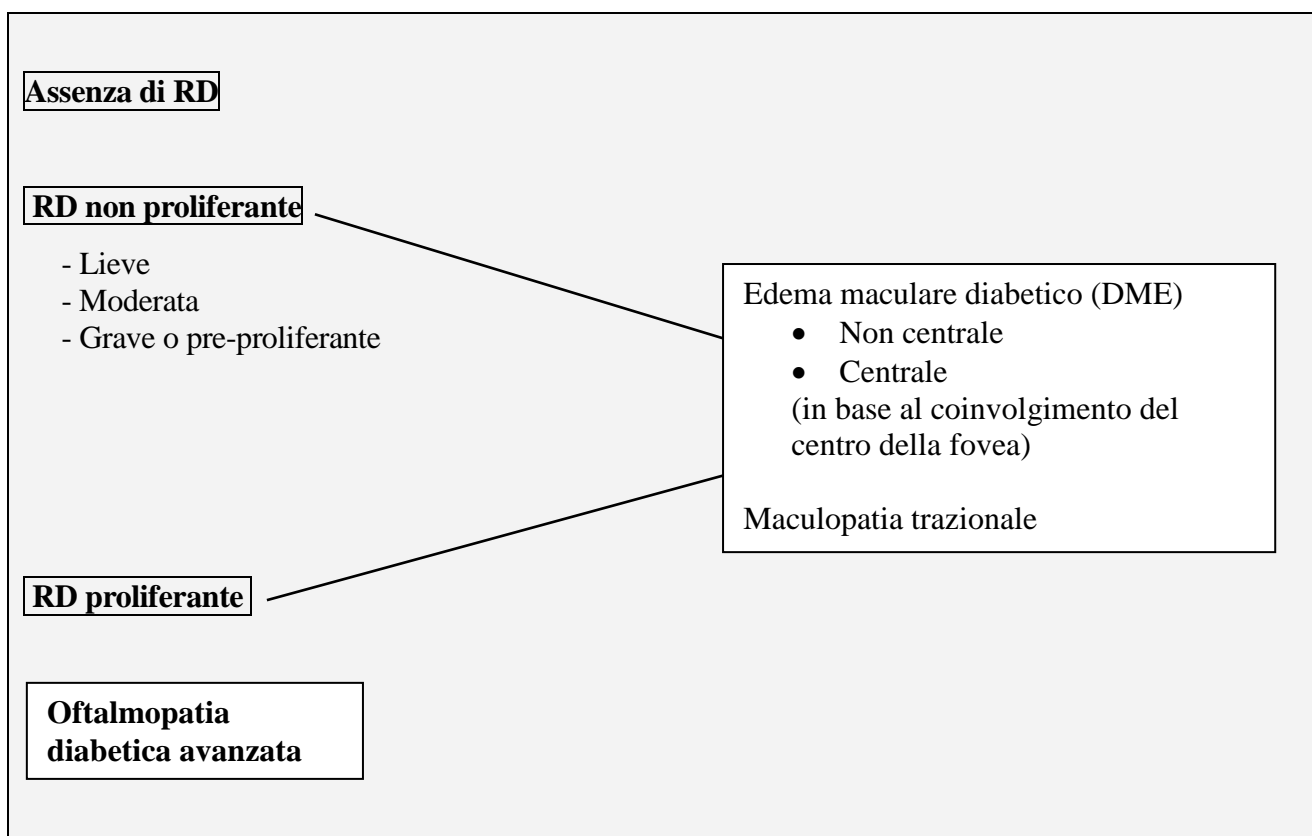 Assenza di RD
RD non proliferante
- Lieve
- Moderata
- Grave o pre-proliferante
Edema maculare diabetico (DME)
• Non centrale
• Centrale
(in base al coinvolgimento del
centro della fovea)
Maculopatia trazionale
RD proliferante
Oftalmopatia
diabetica avanzata